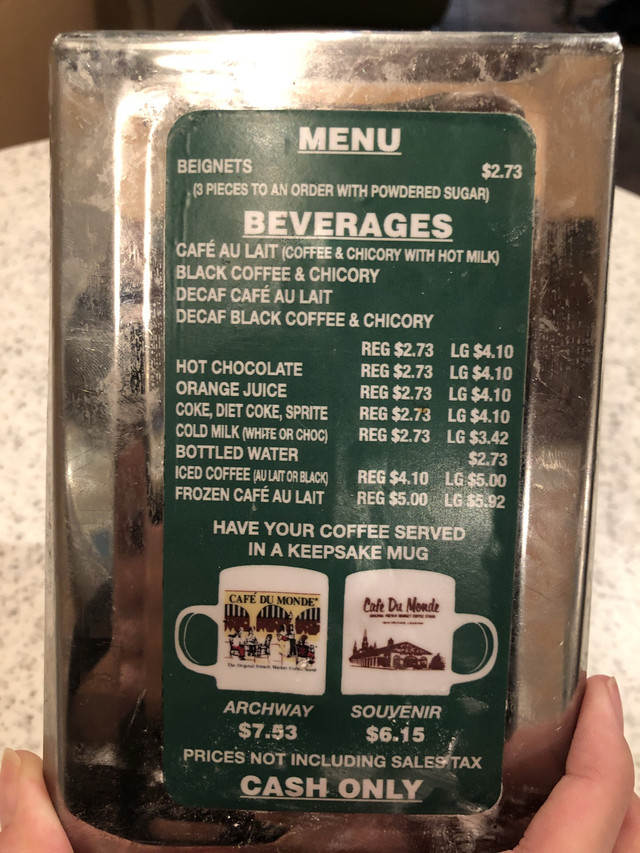 MENU
BEIGNETS $2.73
(3 PIECES TO AN ORDER WITH POWDERED SUGAR)
BEVERAGES
CAFÉ AU LAIT (COFFEE & CHICORY WITH HOT MILK)
BLACK COFFEE & CHICORY
DECAF CAFÉ AU LAIT
DECAF BLACK COFFEE & CHICORY
REG $2.73 LG $4.10
HOT CHOCOLATE REG $2.73 LG $4.10
ORANGE JUICE REG $2.73 LG $4.10
COKE, DIET COKE, SPRITE REG $2.73 LG $4.10
COLD MILK (WHITE OR CHOC) REG $2.73 LG $3.42
BOTTLED WATER $2.73
ICED COFFEE (AU LAIT OR BLACK) REG $4.10 LG $5.00
FROZEN CAFÉ AU LAIT REG $5.00 LG $5.92
HAVE YOUR COFFEE SERVED
IN A KEEPSAKE MUG
CAFÉ DU MONDE
Cafe Du Monde
ARCHWAY SOUVENIR
$7.53 $6.15
PRICES NOT INCLUDING SALES TAX
CASH ONLY